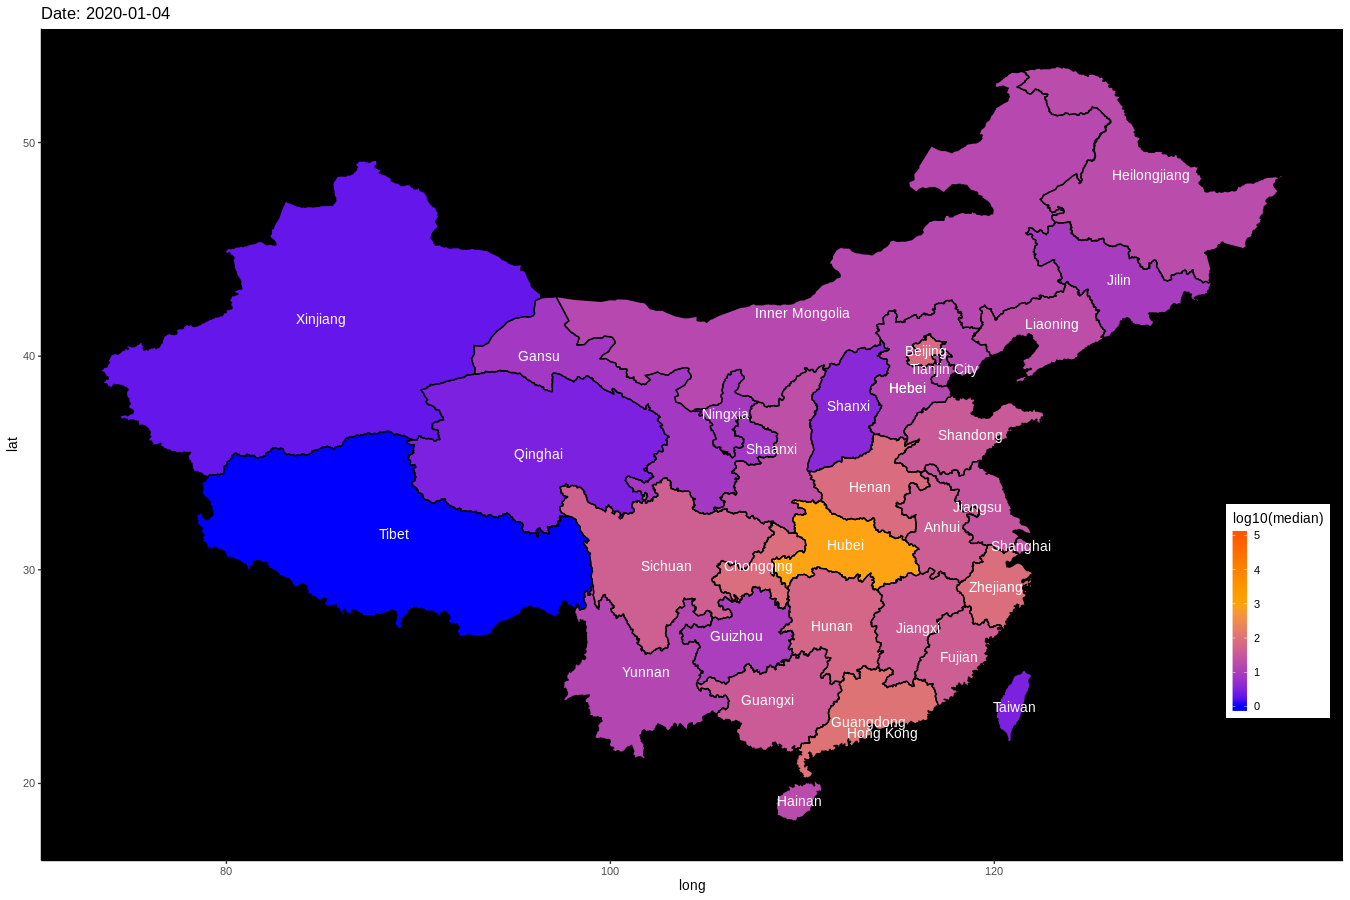 Date: 2020-01-04
50
40
30
20
lat
80
100
120
long
Heilongjiang
Jilin
Xinjiang
Inner Mongolia
Liaoning
Gansu
Beijing
Tianjin City
Hebei
Ningxia
Shanxi
Shandong
Qinghai
Shaanxi
Henan
Jiangsu
Anhui
Tibet
Hubei
Shanghai
Sichuan
Chongqing
Zhejiang
Guizhou
Hunan
Jiangxi
Yunnan
Fujian
Guangxi
Taiwan
Guangdong
Hong Kong
Hainan
log10(median)
5
4
3
2
1
0